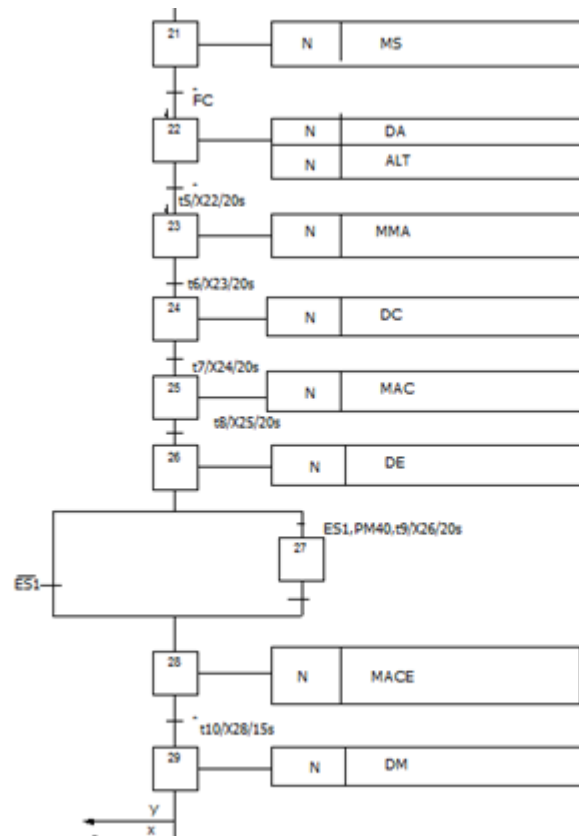 21 N MS
FC
22 N DA
N ALT
t5/X22/20s
23 N MMA
t6/X23/20s
24 N DC
t7/X24/20s
25 N MAC
t8/X25/20s
26 N DE
ES1,PM40,t9/X26/20s
27
E̅S̅1̅
28 N MACE
t10/X28/15s
29 N DM
y
x